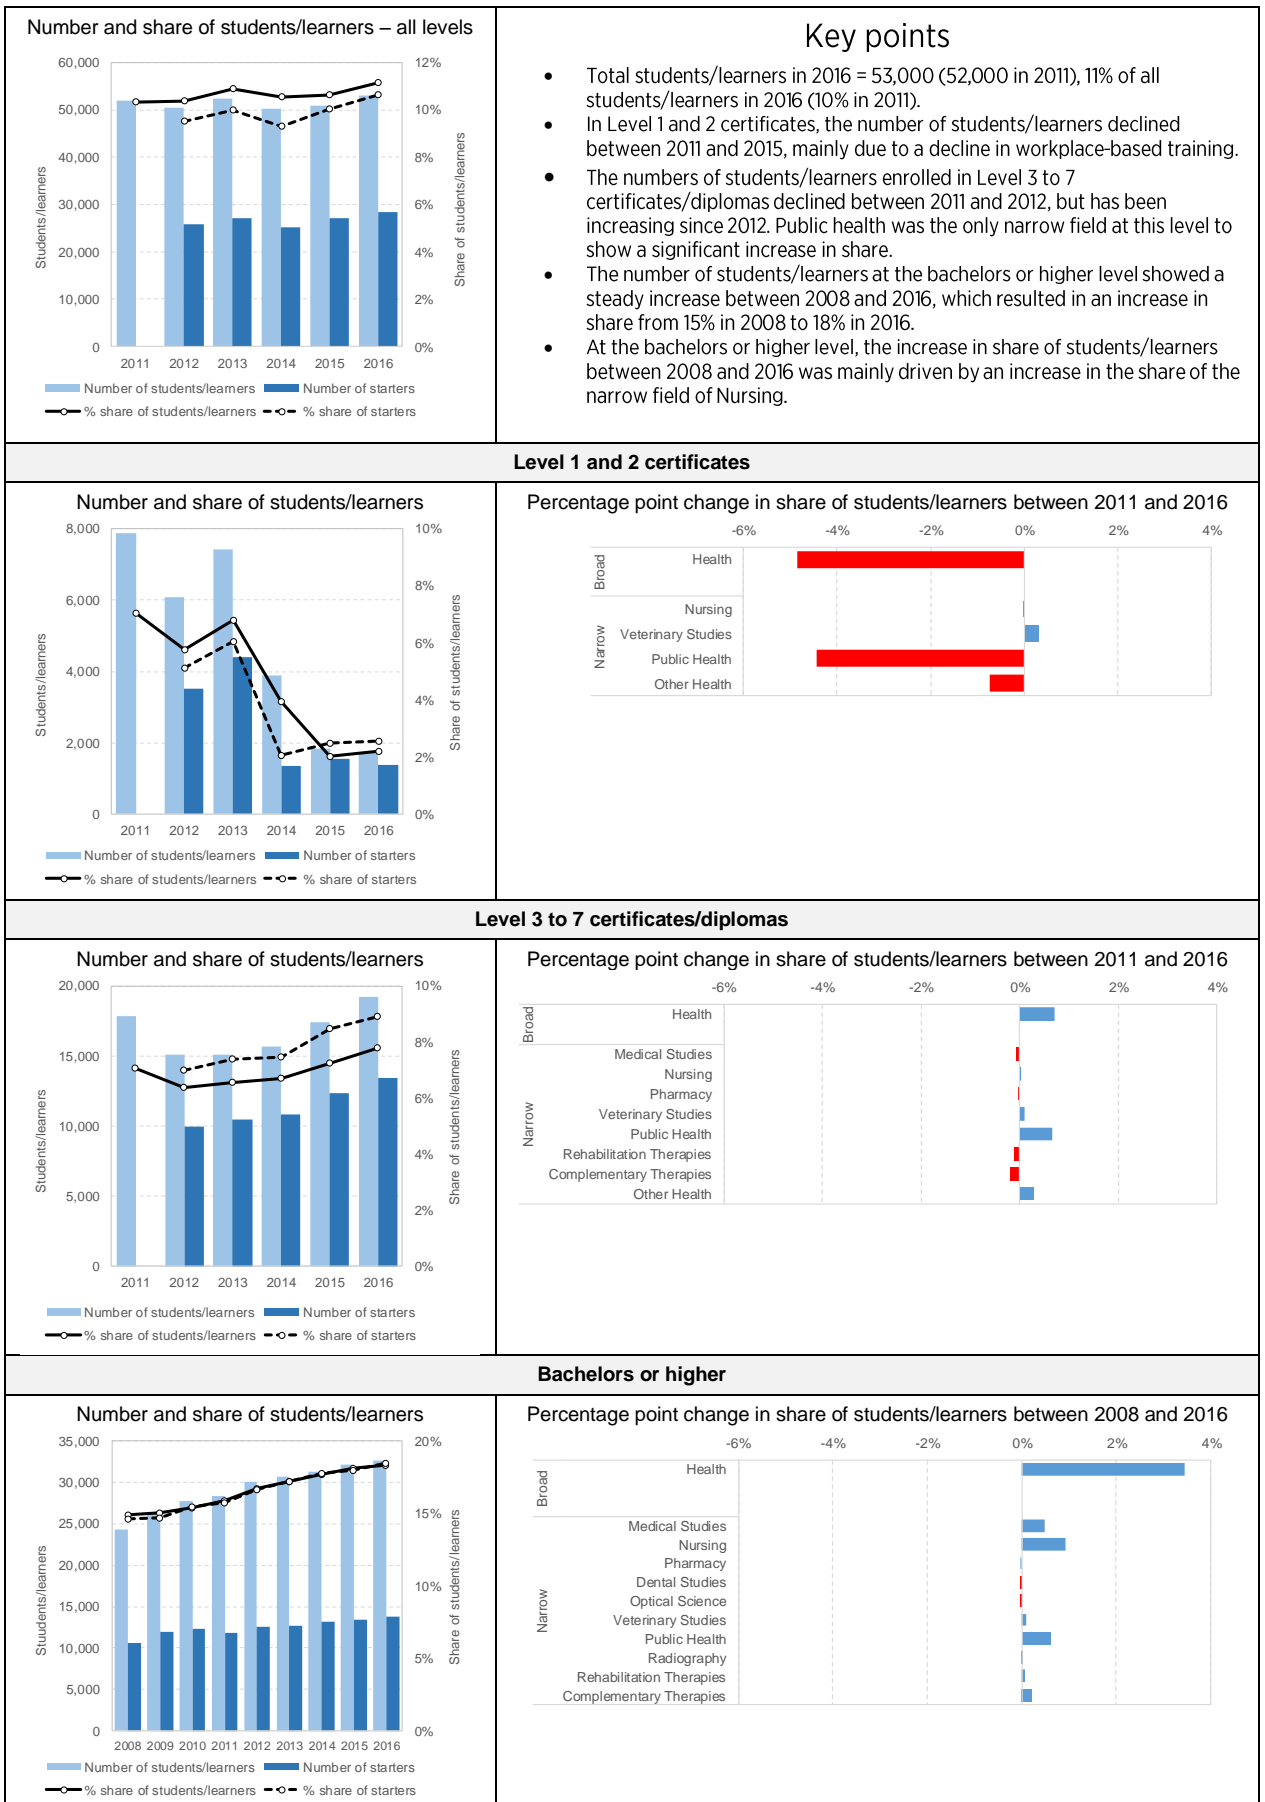 Number and share of students/learners – all levels
60,000
50,000
40,000
30,000
20,000
10,000
0
12%
10%
8%
6%
4%
2%
0%
Students/learners
Share of students/learners
2011 2012 2013 2014 2015 2016
Number of students/learners Number of starters
% share of students/learners % share of starters
Key points
• Total students/learners in 2016 = 53,000 (52,000 in 2011), 11% of all
students/learners in 2016 (10% in 2011).
• In Level 1 and 2 certificates, the number of students/learners declined
between 2011 and 2015, mainly due to a decline in workplace-based training.
• The numbers of students/learners enrolled in Level 3 to 7
certificates/diplomas declined between 2011 and 2012, but has been
increasing since 2012. Public health was the only narrow field at this level to
show a significant increase in share.
• The number of students/learners at the bachelors or higher level showed a
steady increase between 2008 and 2016, which resulted in an increase in
share from 15% in 2008 to 18% in 2016.
• At the bachelors or higher level, the increase in share of students/learners
between 2008 and 2016 was mainly driven by an increase in the share of the
narrow field of Nursing.
Level 1 and 2 certificates
Number and share of students/learners
8,000
6,000
4,000
2,000
0
10%
8%
6%
4%
2%
0%
Students/learners
Share of students/learners
2011 2012 2013 2014 2015 2016
Number of students/learners Number of starters
% share of students/learners % share of starters
Percentage point change in share of students/learners between 2011 and 2016
-6% -4% -2% 0% 2% 4%
Broad
Health
Narrow
Nursing
Veterinary Studies
Public Health
Other Health
Level 3 to 7 certificates/diplomas
Number and share of students/learners
20,000
15,000
10,000
5,000
0
10%
8%
6%
4%
2%
0%
Students/learners
Share of students/learners
2011 2012 2013 2014 2015 2016
Number of students/learners Number of starters
% share of students/learners % share of starters
Percentage point change in share of students/learners between 2011 and 2016
-6% -4% -2% 0% 2% 4%
Broad
Health
Narrow
Medical Studies
Nursing
Pharmacy
Veterinary Studies
Public Health
Rehabilitation Therapies
Complementary Therapies
Other Health
Bachelors or higher
Number and share of students/learners
35,000
30,000
25,000
20,000
15,000
10,000
5,000
0
20%
15%
10%
5%
0%
Stuudents/learners
Share of students/learners
2008 2009 2010 2011 2012 2013 2014 2015 2016
Number of students/learners Number of starters
% share of students/learners % share of starters
Percentage point change in share of students/learners between 2008 and 2016
-6% -4% -2% 0% 2% 4%
Broad
Health
Narrow
Medical Studies
Nursing
Pharmacy
Dental Studies
Optical Science
Veterinary Studies
Public Health
Radiography
Rehabilitation Therapies
Complementary Therapies